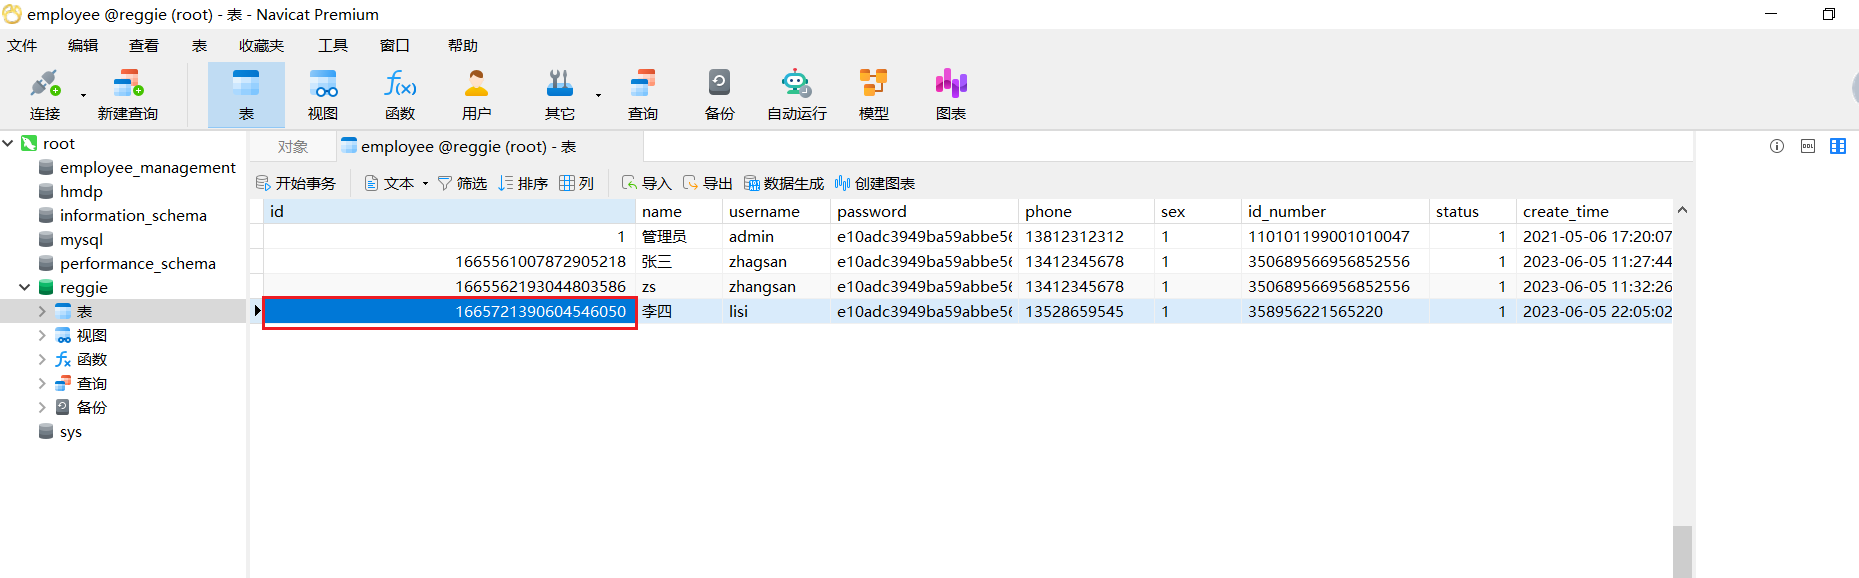 employee @reggie (root) - 表 - Navicat Premium
文件 编辑 查看 表 收藏夹 工具 窗口 帮助
连接 新建查询 表 视图 函数 用户 其它 查询 备份 自动运行 模型 图表
root
employee_management
hmdp
information_schema
mysql
performance_schema
reggie
表
视图
函数
查询
备份
sys
对象 employee @reggie (root) - 表
开始事务 文本 筛选 排序 列 导入 导出 数据生成 创建图表
id name username password phone sex id_number status create_time
1 管理员 admin e10adc3949ba59abbe56 13812312312 1 110101199001010047 1 2021-05-06 17:20:07
1665561007872905218 张三 zhagsan e10adc3949ba59abbe56 13412345678 1 350689566956852556 1 2023-06-05 11:27:44
1665562193044803586 zs zhangsan e10adc3949ba59abbe56 13412345678 1 350689566956852556 1 2023-06-05 11:32:26
1665721390604546050 李四 lisi e10adc3949ba59abbe56 13528659545 1 358956221565220 1 2023-06-05 22:05:02